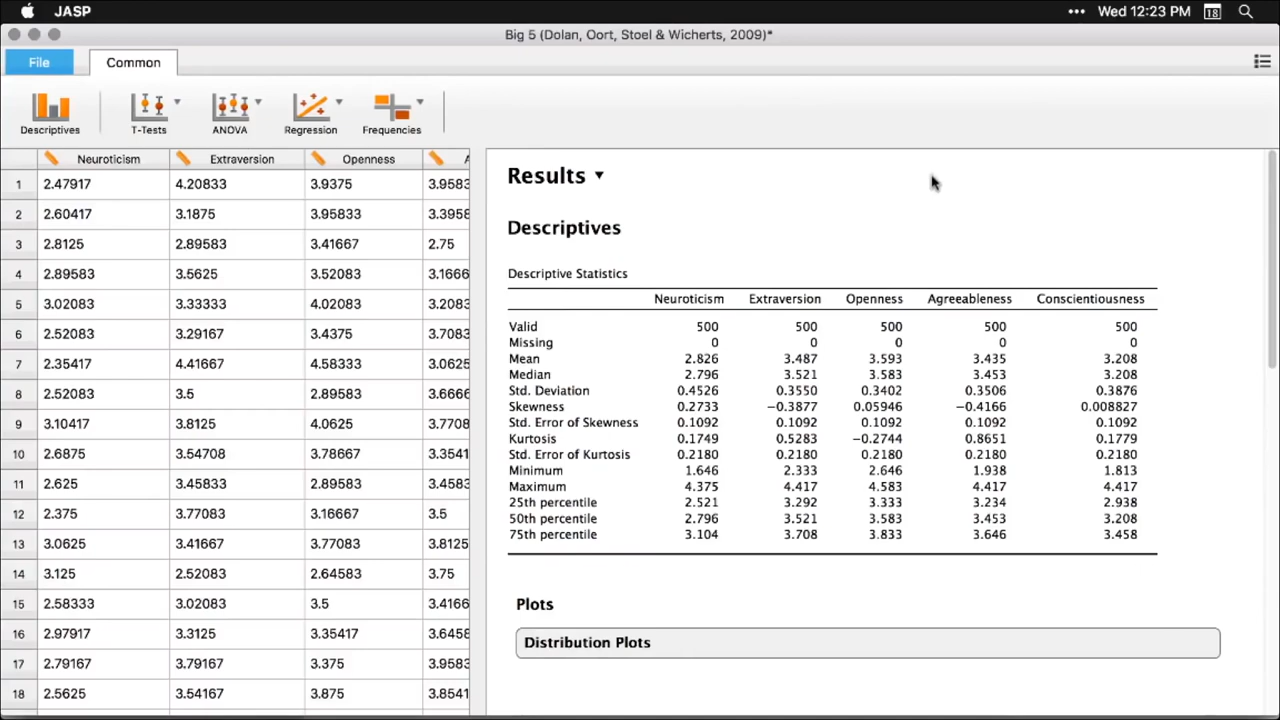 JASP ••• Wed 12:23 PM 18
Big 5 (Dolan, Oort, Stoel & Wicherts, 2009)*
File Common
Descriptives T-Tests ANOVA Regression Frequencies
Neuroticism Extraversion Openness A
1 2.47917 4.20833 3.9375 3.9583
2 2.60417 3.1875 3.95833 3.3958
3 2.8125 2.89583 3.41667 2.75
4 2.89583 3.5625 3.52083 3.1666
5 3.02083 3.33333 4.02083 3.2083
6 2.52083 3.29167 3.4375 3.7083
7 2.35417 4.41667 4.58333 3.0625
8 2.52083 3.5 2.89583 3.6666
9 3.10417 3.8125 4.0625 3.7708
10 2.6875 3.54708 3.78667 3.3541
11 2.625 3.45833 2.89583 3.4583
12 2.375 3.77083 3.16667 3.5
13 3.0625 3.41667 3.77083 3.8125
14 3.125 2.52083 2.64583 3.75
15 2.58333 3.02083 3.5 3.4166
16 2.97917 3.3125 3.35417 3.6458
17 2.79167 3.79167 3.375 3.9583
18 2.5625 3.54167 3.875 3.8541
Results ▼
Descriptives
Descriptive Statistics
Neuroticism Extraversion Openness Agreeableness Conscientiousness
Valid 500 500 500 500 500
Missing 0 0 0 0 0
Mean 2.826 3.487 3.593 3.435 3.208
Median 2.796 3.521 3.583 3.453 3.208
Std. Deviation 0.4526 0.3550 0.3402 0.3506 0.3876
Skewness 0.2733 −0.3877 0.05946 −0.4166 0.008827
Std. Error of Skewness 0.1092 0.1092 0.1092 0.1092 0.1092
Kurtosis 0.1749 0.5283 −0.2744 0.8651 0.1779
Std. Error of Kurtosis 0.2180 0.2180 0.2180 0.2180 0.2180
Minimum 1.646 2.333 2.646 1.938 1.813
Maximum 4.375 4.417 4.583 4.417 4.417
25th percentile 2.521 3.292 3.333 3.234 2.938
50th percentile 2.796 3.521 3.583 3.453 3.208
75th percentile 3.104 3.708 3.833 3.646 3.458
Plots
Distribution Plots